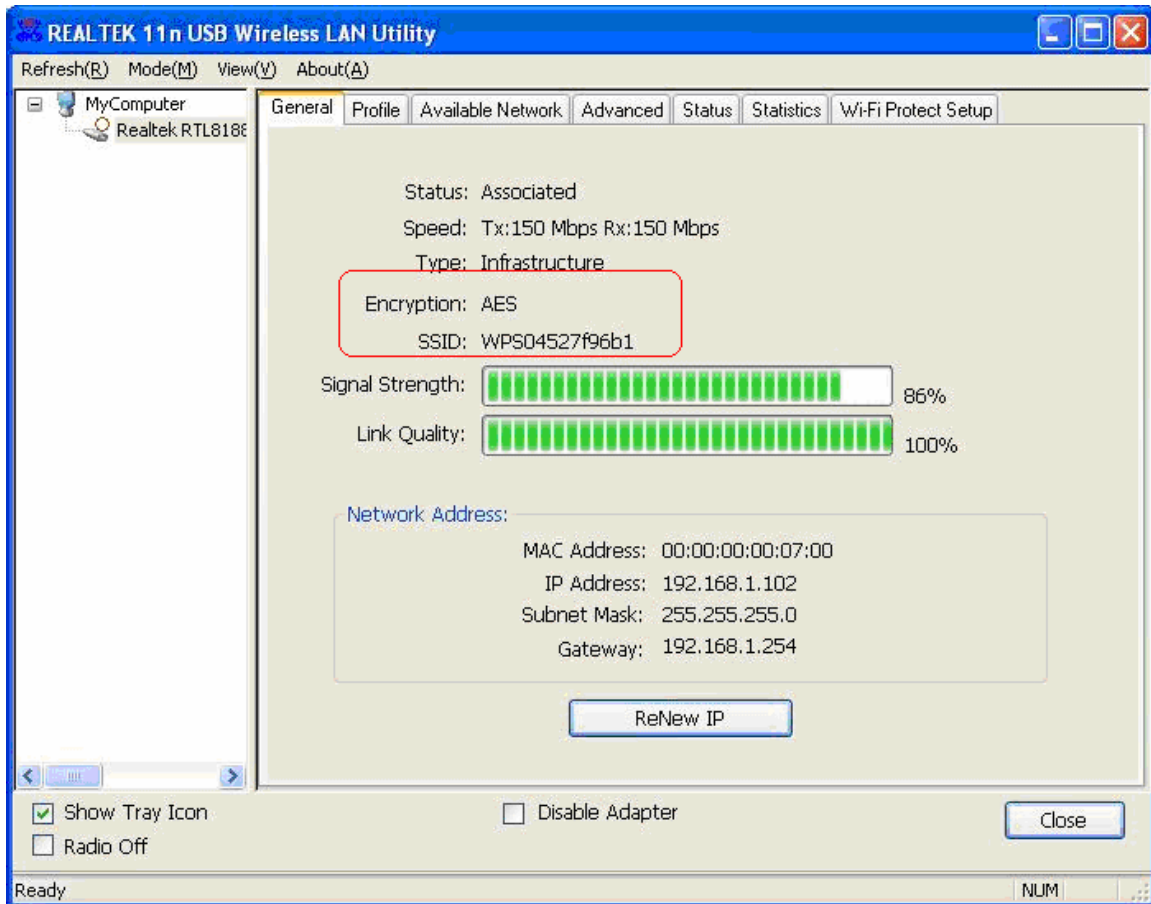 REALTEK 11n USB Wireless LAN Utility
Refresh(R) Mode(M) View(V) About(A)
MyComputer
Realtek RTL8188
General Profile Available Network Advanced Status Statistics Wi-Fi Protect Setup
Status: Associated
Speed: Tx:150 Mbps Rx:150 Mbps
Type: Infrastructure
Encryption: AES
SSID: WPS04527f96b1
Signal Strength: 86%
Link Quality: 100%
Network Address:
MAC Address: 00:00:00:00:07:00
IP Address: 192.168.1.102
Subnet Mask: 255.255.255.0
Gateway: 192.168.1.254
ReNew IP
Show Tray Icon
Radio Off
Disable Adapter
Close
Ready
NUM